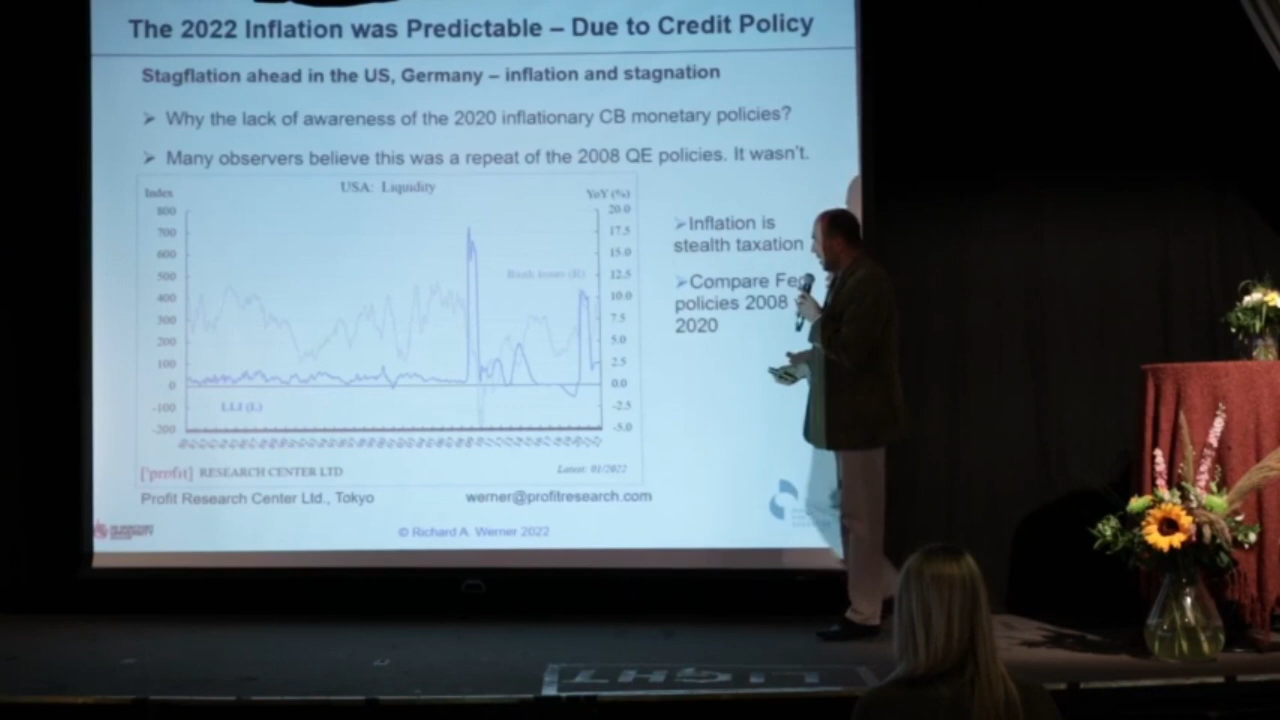 The 2022 Inflation was Predictable – Due to Credit Policy
Stagflation ahead in the US, Germany – inflation and stagnation
➢ Why the lack of awareness of the 2020 inflationary CB monetary policies?
➢ Many observers believe this was a repeat of the 2008 QE policies. It wasn't.
USA: Liquidity
Index
YoY (%)
800
700
600
500
400
300
200
100
0
-100
-200
20.0
17.5
15.0
12.5
10.0
7.5
5.0
2.5
0.0
-2.5
-5.0
LLI (L)
['profit] RESEARCH CENTER LTD
Latest: 01/2022
➢Inflation is
stealth taxation
➢Compare Fe
policies 2008
2020
Profit Research Center Ltd., Tokyo
werner@profitresearch.com
© Richard A. Werner 2022
LIGHT